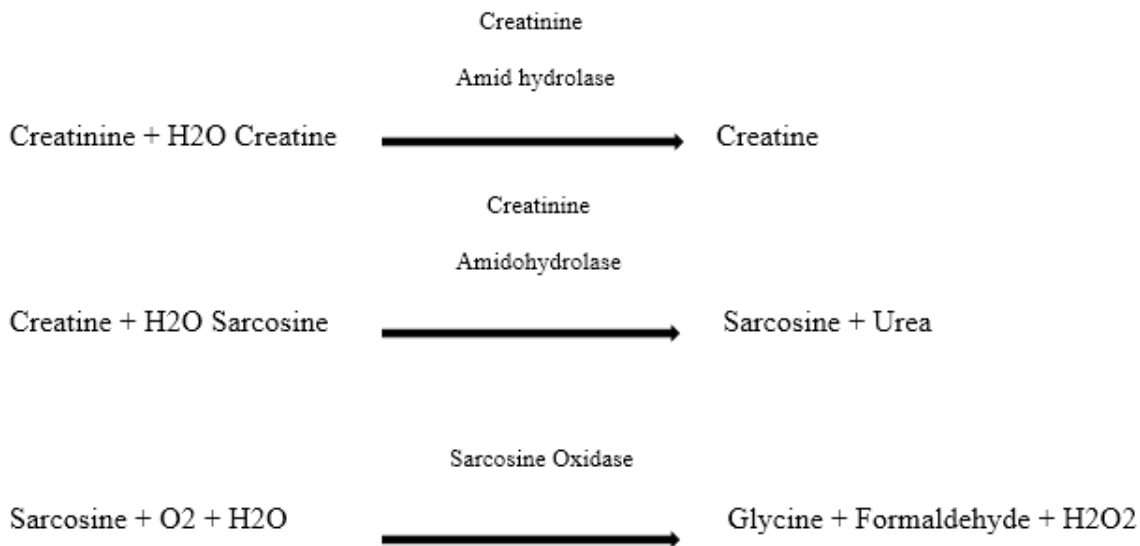 Creatinine
Amid hydrolase
Creatinine + H2O Creatine Creatine
Creatinine
Amidohydrolase
Creatine + H2O Sarcosine Sarcosine + Urea
Sarcosine Oxidase
Sarcosine + O2 + H2O Glycine + Formaldehyde + H2O2